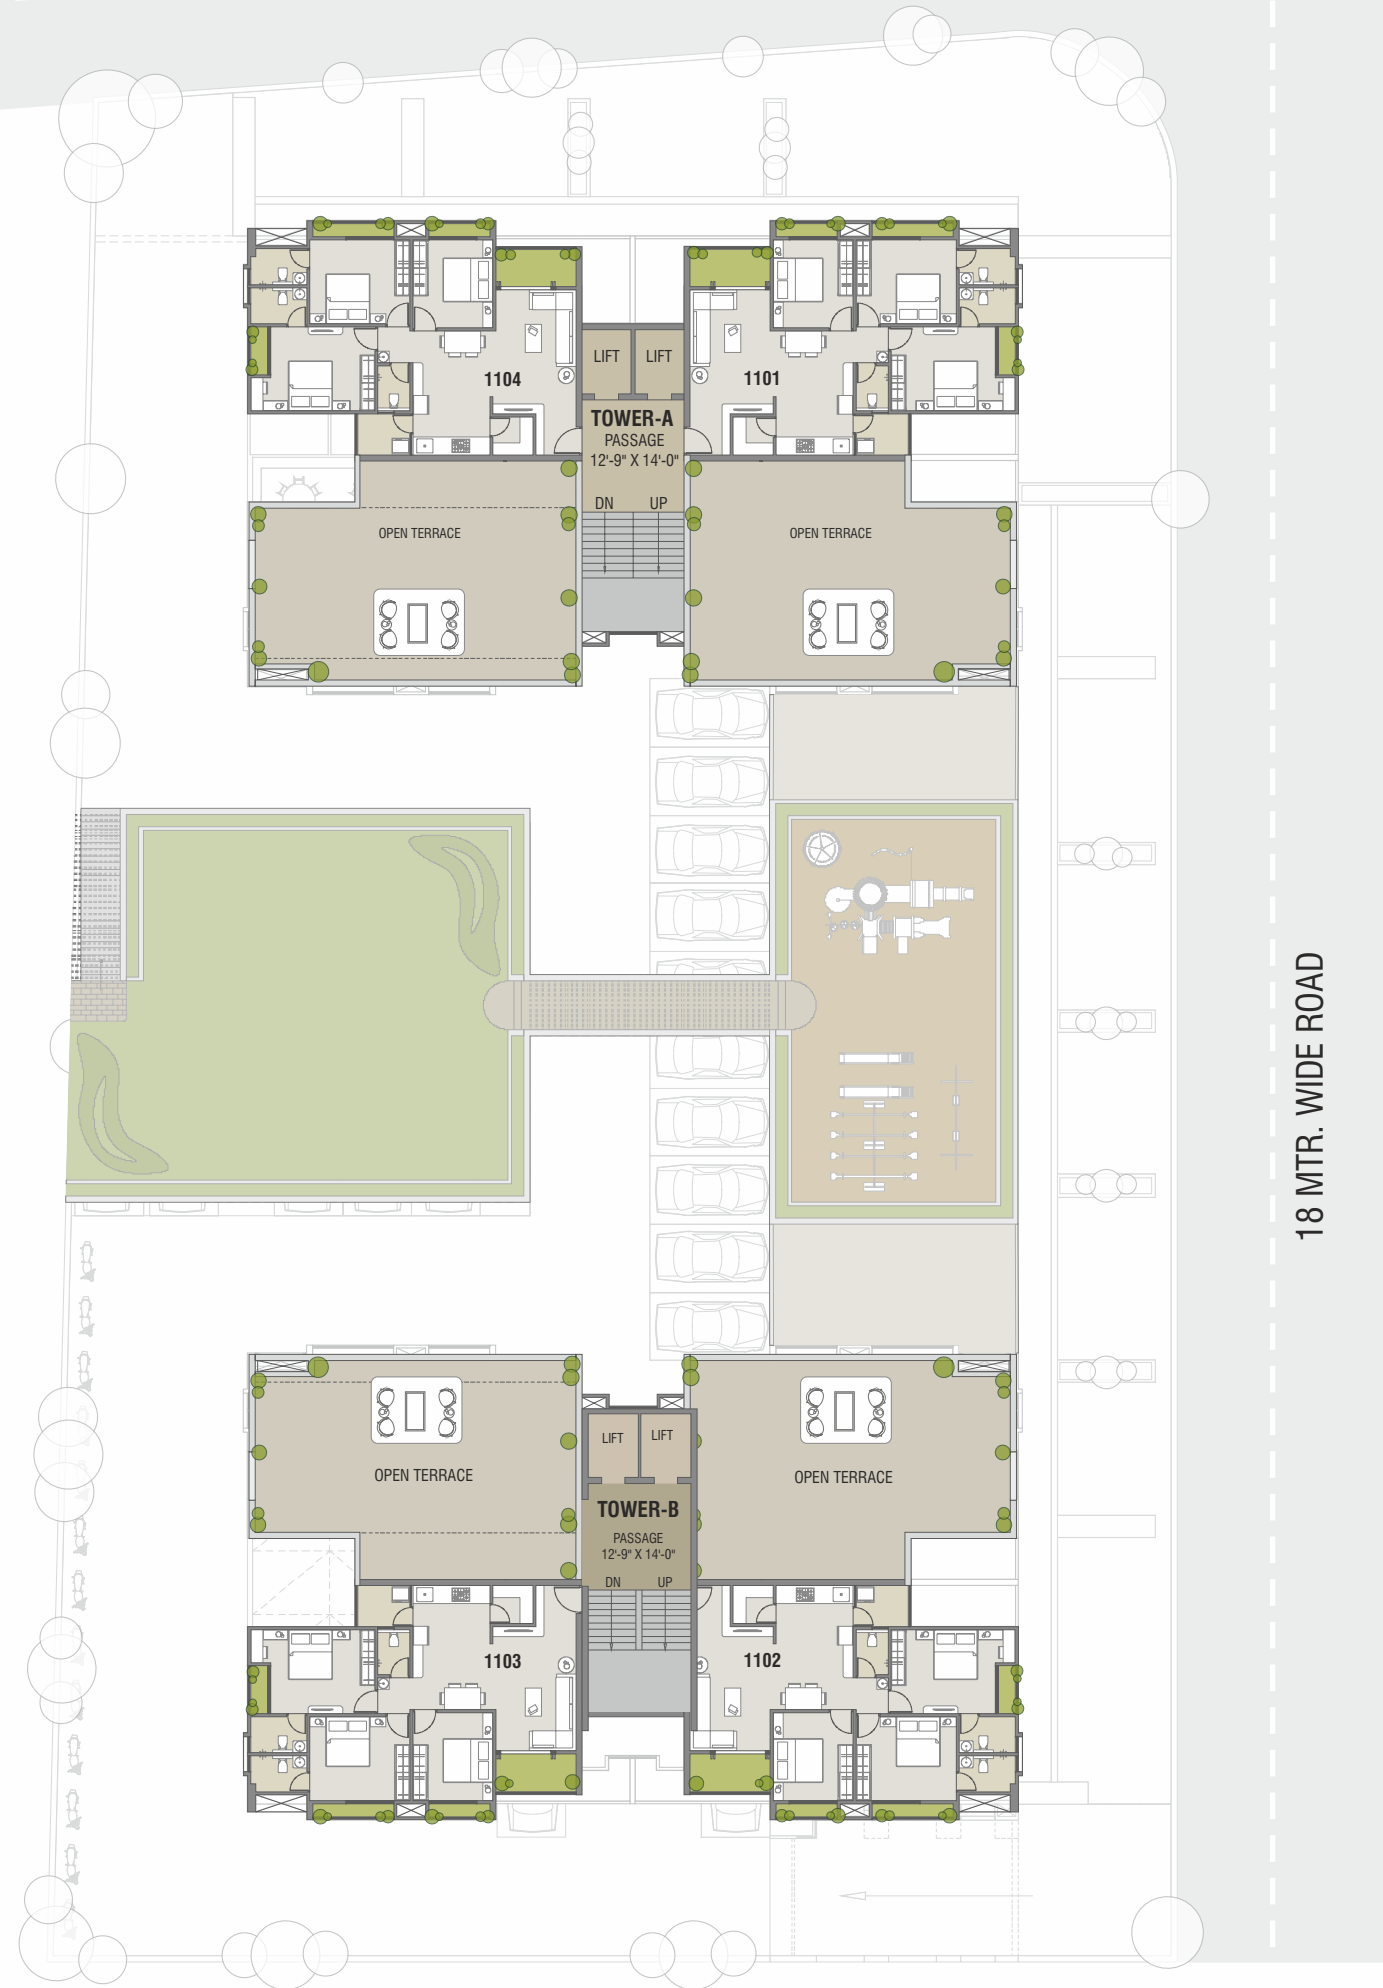 LIFT
LIFT
1104
1101
TOWER-A
PASSAGE
12'-9" X 14'-0"
DN
UP
OPEN TERRACE
OPEN TERRACE
18 MTR. WIDE ROAD
LIFT
LIFT
OPEN TERRACE
OPEN TERRACE
TOWER-B
PASSAGE
12'-9" X 14'-0"
DN
UP
1103
1102